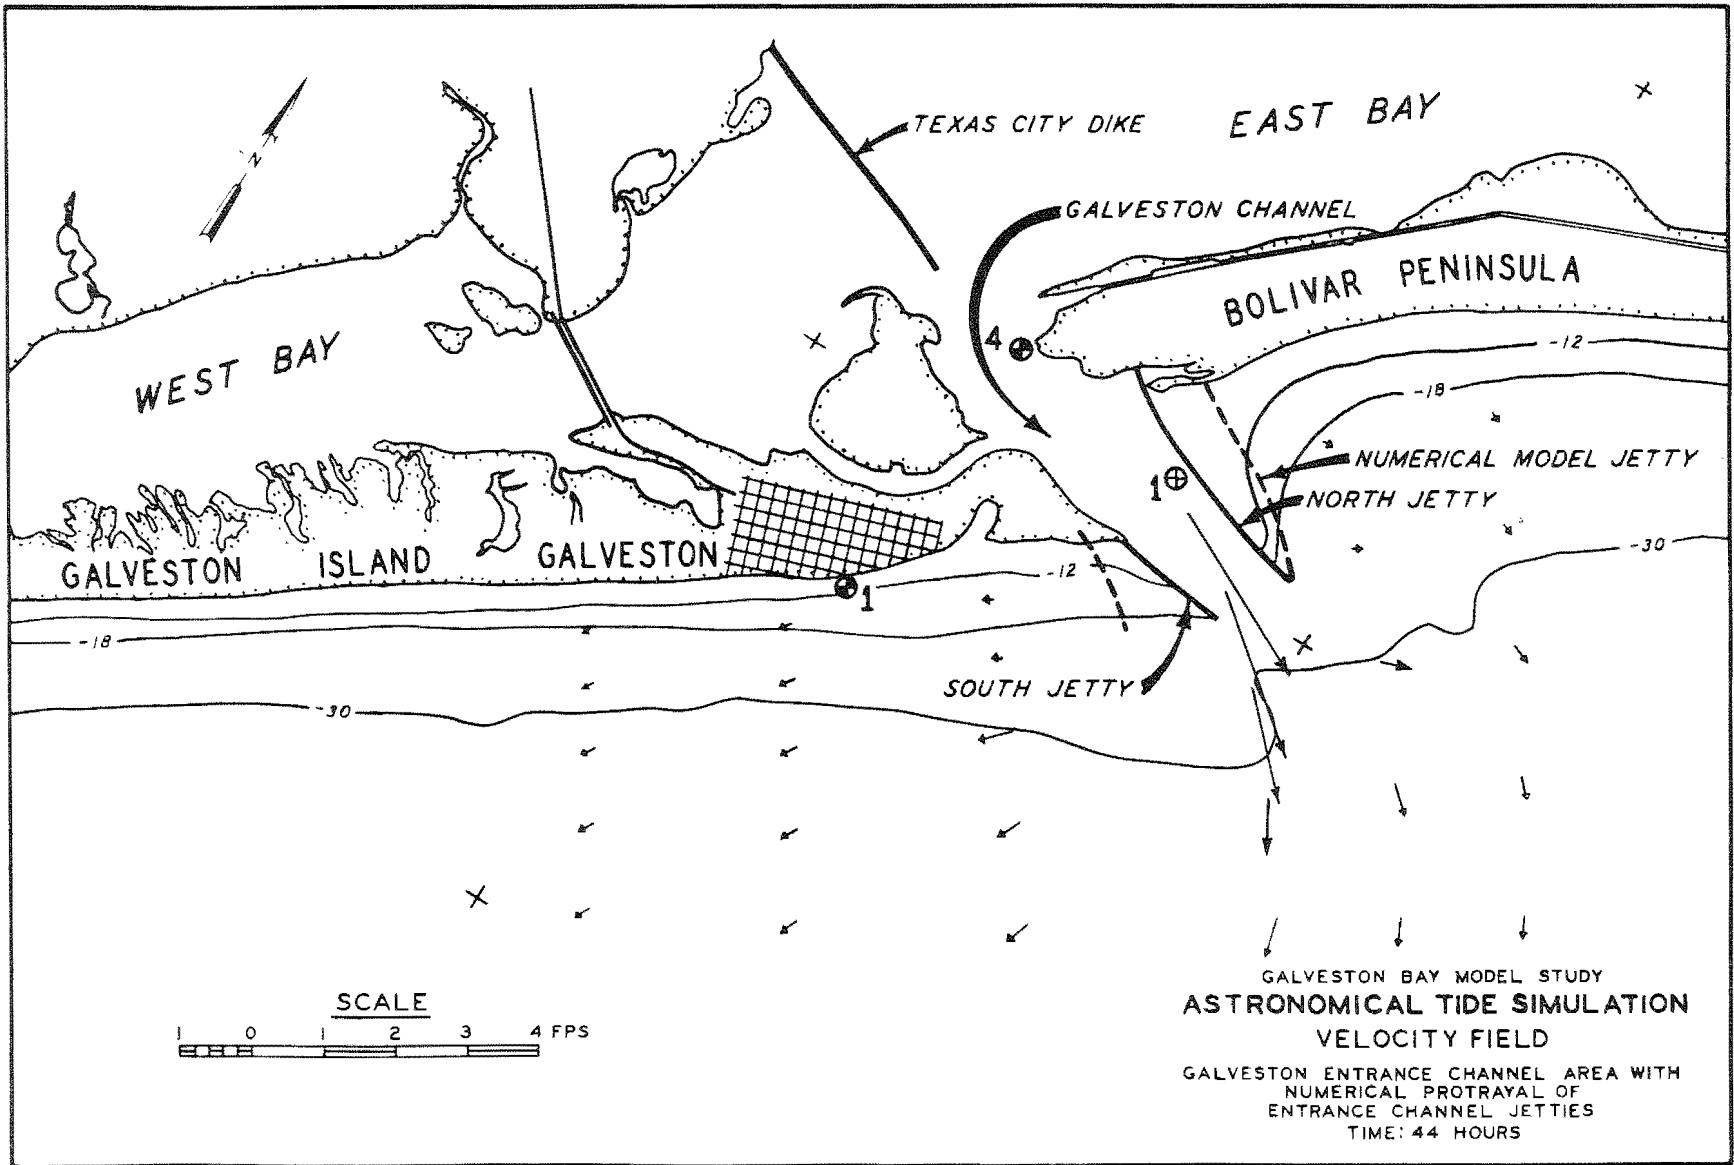 N
TEXAS CITY DIKE
EAST BAY
GALVESTON CHANNEL
BOLIVAR PENINSULA
4
-12
-18
WEST BAY
NUMERICAL MODEL JETTY
1
NORTH JETTY
-30
GALVESTON ISLAND
GALVESTON
-12
1
-18
SOUTH JETTY
-30
SCALE
1 0 1 2 3 4 FPS
GALVESTON BAY MODEL STUDY
ASTRONOMICAL TIDE SIMULATION
VELOCITY FIELD
GALVESTON ENTRANCE CHANNEL AREA WITH
NUMERICAL PROTRAYAL OF
ENTRANCE CHANNEL JETTIES
TIME: 44 HOURS